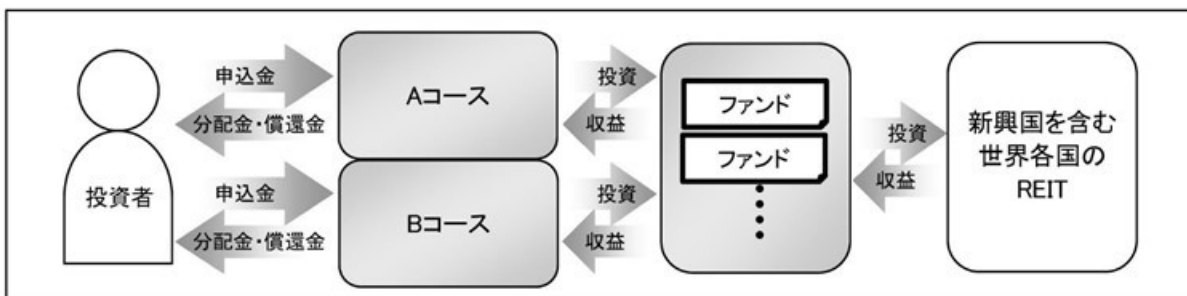 投資者
申込金
分配金・償還金
申込金
分配金・償還金
Aコース
Bコース
投資
収益
投資
収益
ファンド
ファンド
投資
収益
新興国を含む
世界各国の
REIT